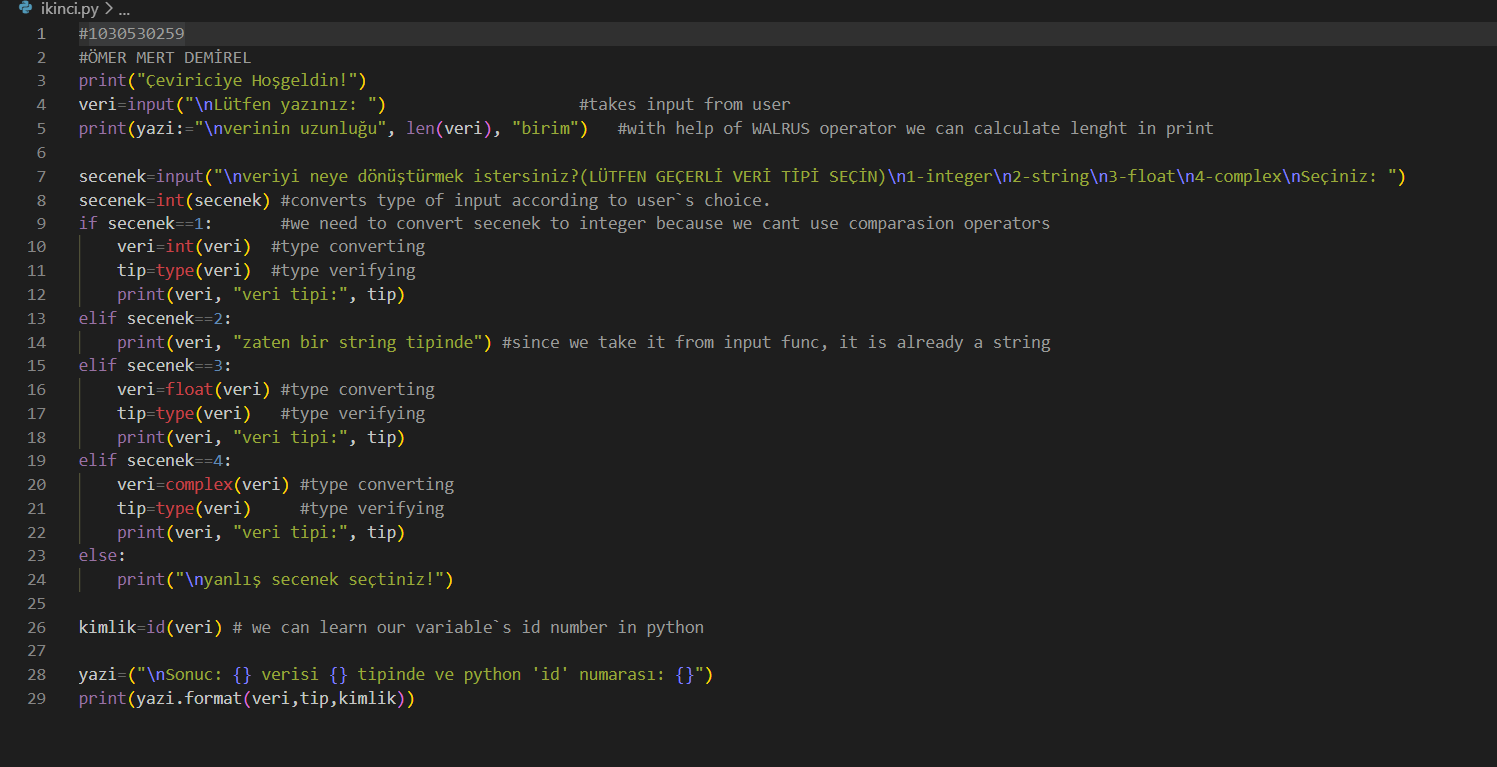 ikinci.py > ...
1 #1030530259
2 #ÖMER MERT DEMİREL
3 print("Çeviriciye Hoşgeldin!")
4 veri=input("\nLütfen yazınız: ")                    #takes input from user
5 print(yazi:="\nverinin uzunluğu", len(veri), "birim")   #with help of WALRUS operator we can calculate lenght in print
6
7 secenek=input("\nveriyi neye dönüştürmek istersiniz?(LÜTFEN GEÇERLİ VERİ TİPİ SEÇİN)\n1-integer\n2-string\n3-float\n4-complex\nSeçiniz: ")
8 secenek=int(secenek) #converts type of input according to user`s choice.
9 if secenek==1:       #we need to convert secenek to integer because we cant use comparasion operators
10     veri=int(veri)  #type converting
11     tip=type(veri)  #type verifying
12     print(veri, "veri tipi:", tip)
13 elif secenek==2:
14     print(veri, "zaten bir string tipinde") #since we take it from input func, it is already a string
15 elif secenek==3:
16     veri=float(veri) #type converting
17     tip=type(veri)   #type verifying
18     print(veri, "veri tipi:", tip)
19 elif secenek==4:
20     veri=complex(veri) #type converting
21     tip=type(veri)     #type verifying
22     print(veri, "veri tipi:", tip)
23 else:
24     print("\nyanlış secenek seçtiniz!")
25
26 kimlik=id(veri) # we can learn our variable`s id number in python
27
28 yazi=("\nSonuc: {} verisi {} tipinde ve python 'id' numarası: {}")
29 print(yazi.format(veri,tip,kimlik))